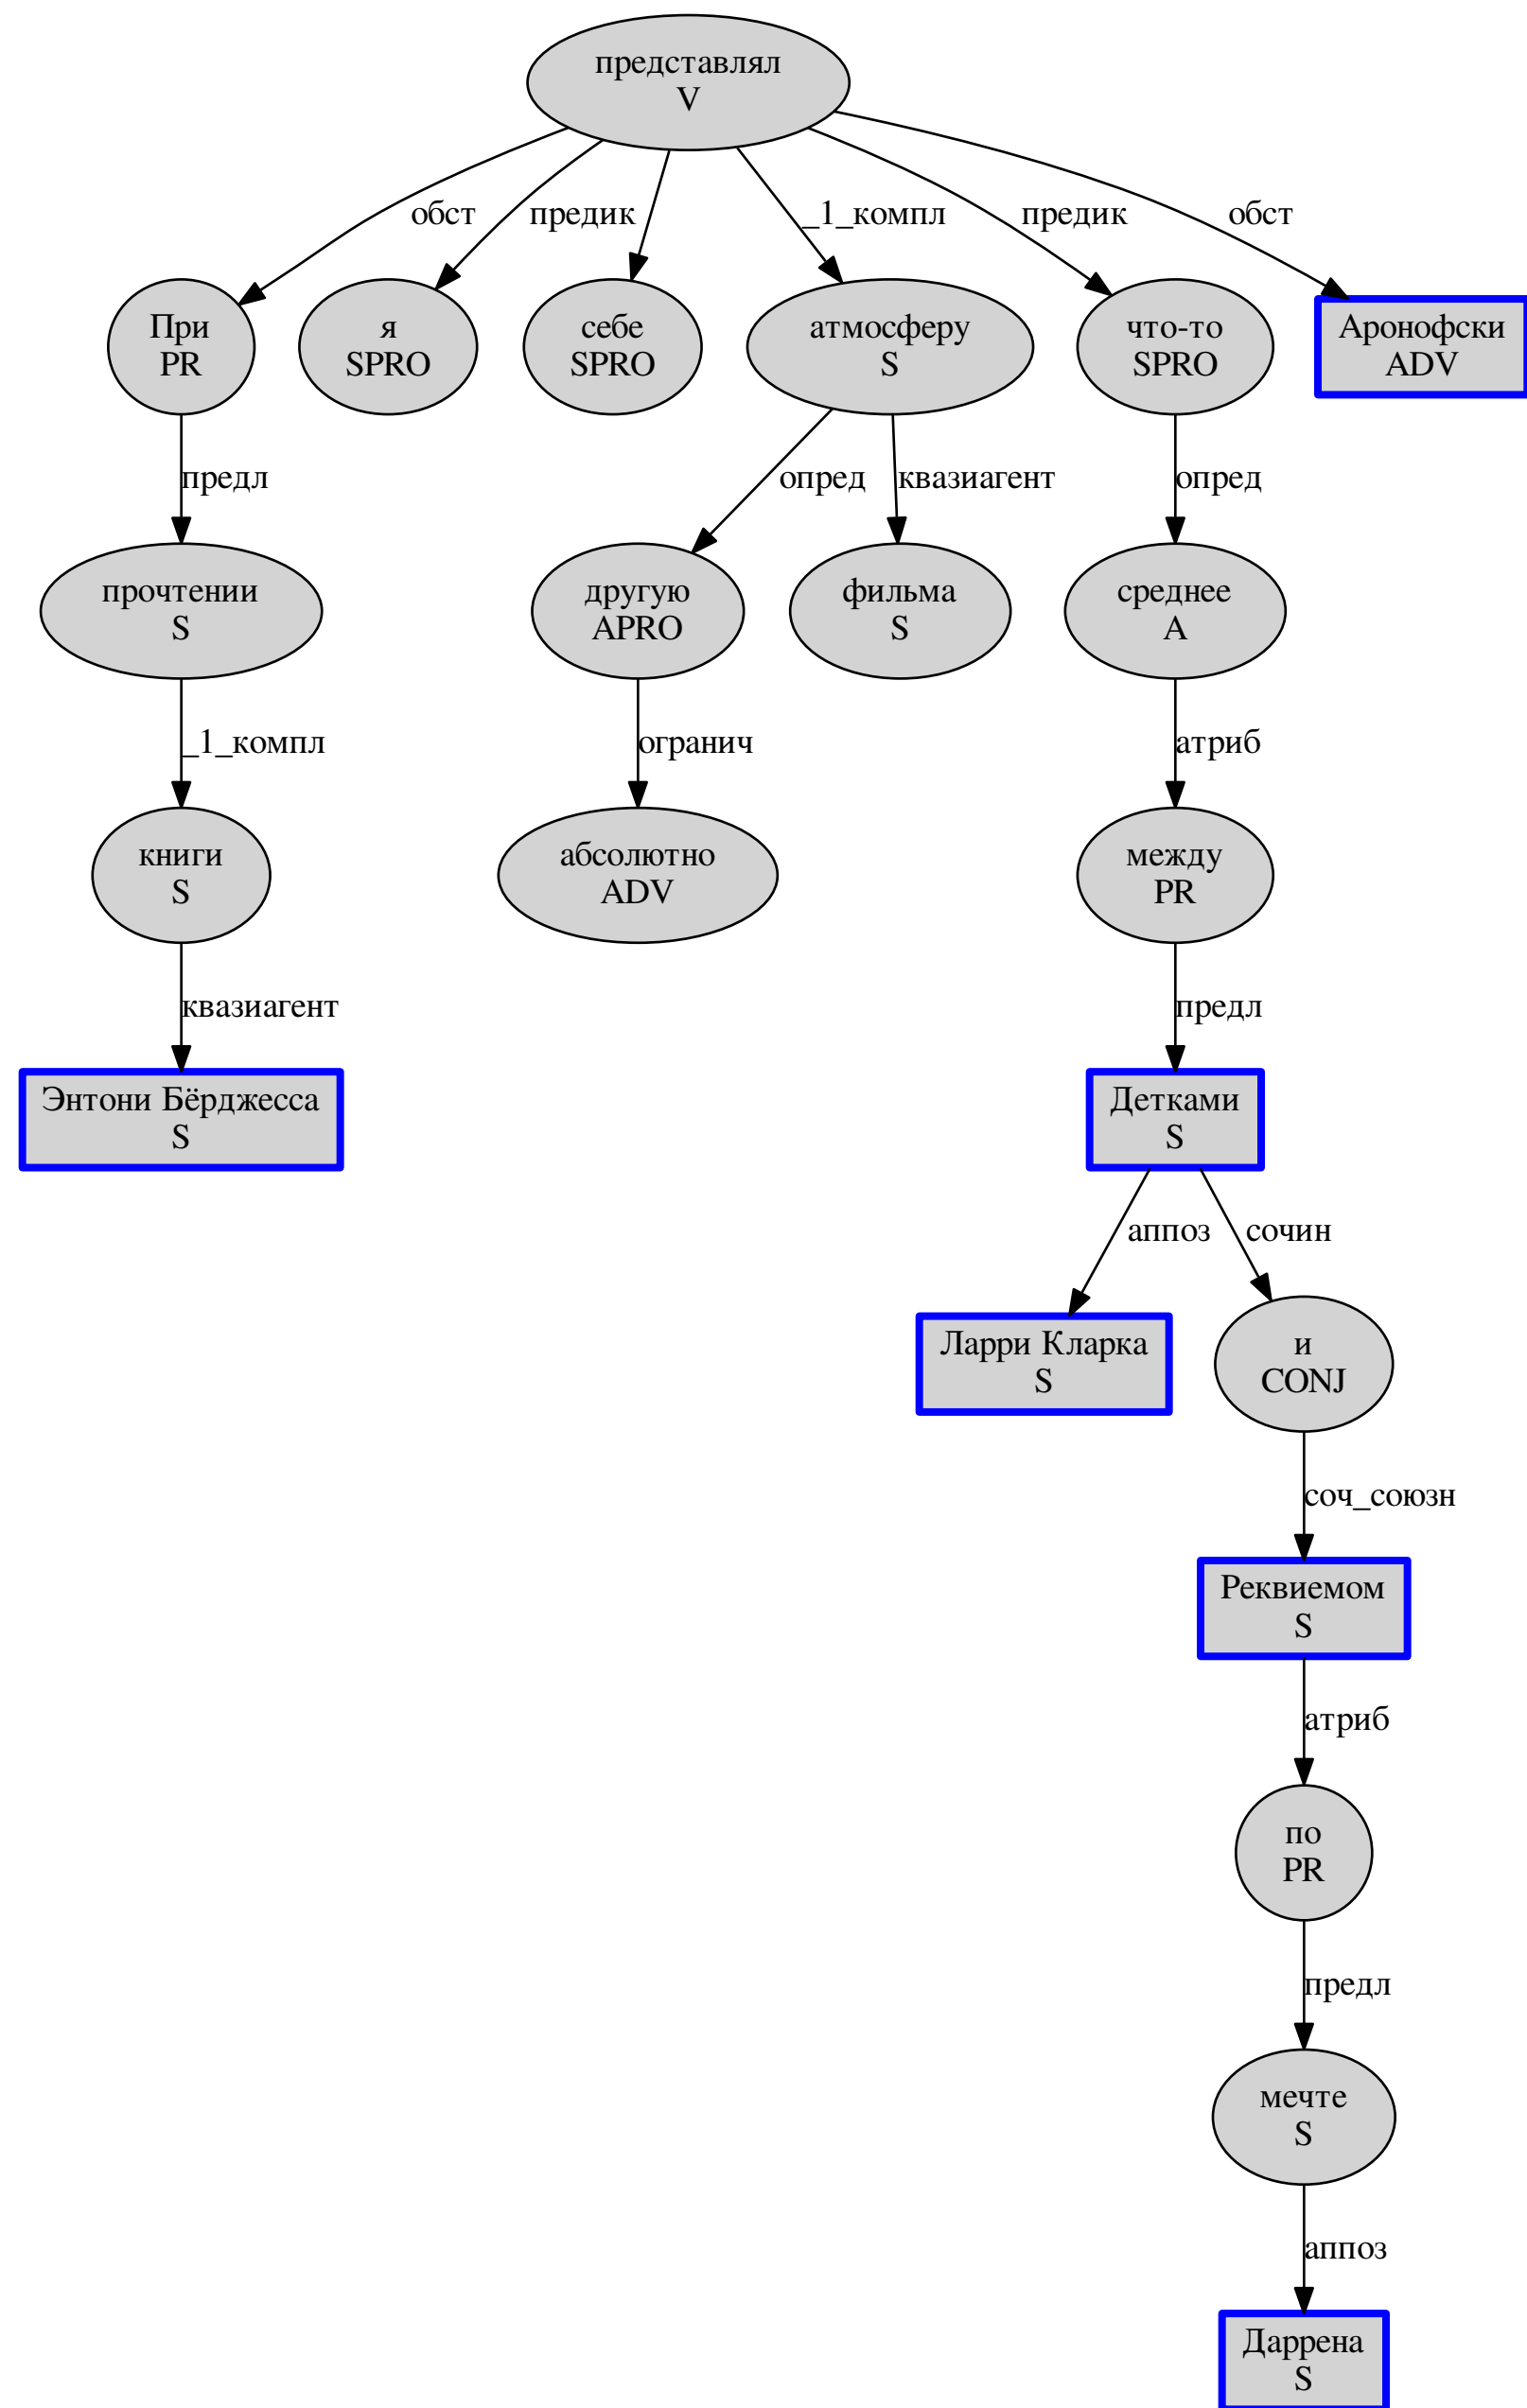 представлял
V
обст
предик
_1_компл
предик
обст
При
PR
я
SPRO
себе
SPRO
атмосферу
S
что-то
SPRO
Аронофски
ADV
предл
опред
квазиагент
опред
прочтении
S
другую
APRO
фильма
S
среднее
A
_1_компл
огранич
атриб
книги
S
абсолютно
ADV
между
PR
квазиагент
предл
Энтони Бёрджесса
S
Детками
S
аппоз
сочин
Ларри Кларка
S
и
CONJ
соч_союзн
Реквиемом
S
атриб
по
PR
предл
мечте
S
аппоз
Даррена
S